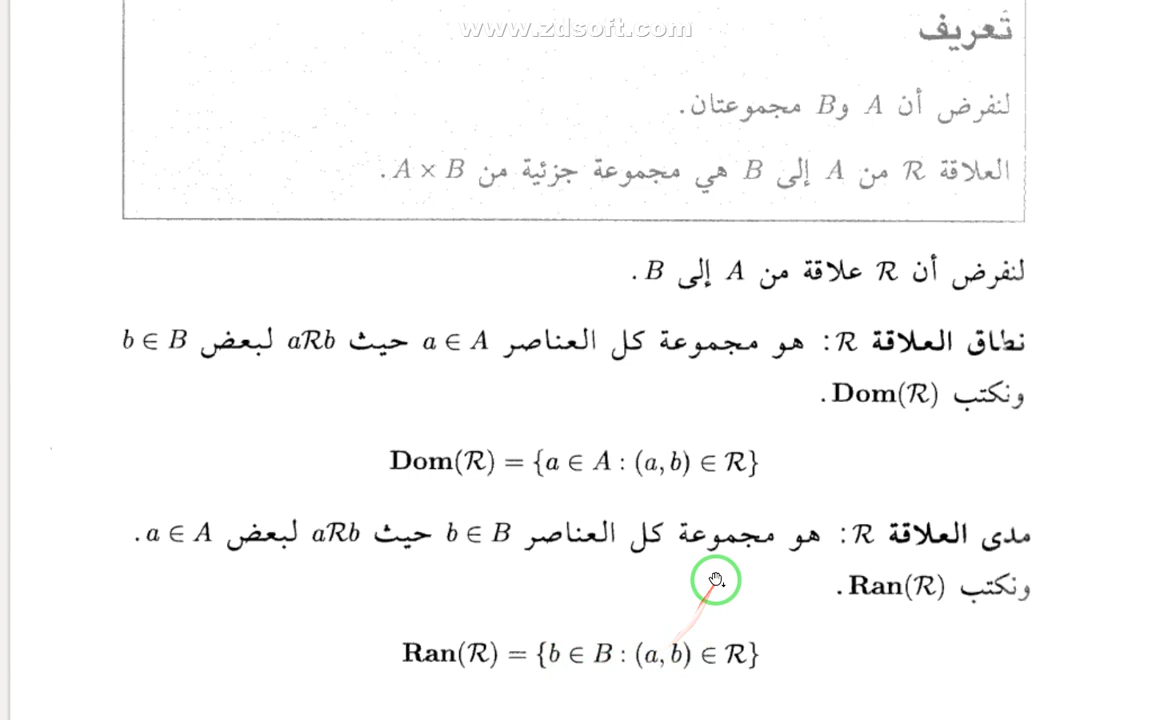 www.zdsoft.com
تَعريف
لنفرض أن A وB مجموعتان.
العلاقة ℛ من A إلى B هي مجموعة جزئية من A × B.
لنفرض أن ℛ علاقة من A إلى B.
نطاق العلاقة ℛ: هو مجموعة كل العناصر a ∈ A حيث aℛb لبعض b ∈ B
ونكتب Dom(ℛ).
Dom(ℛ) = {a ∈ A : (a, b) ∈ ℛ}
مدى العلاقة ℛ: هو مجموعة كل العناصر b ∈ B حيث aℛb لبعض a ∈ A.
ونكتب Ran(ℛ).
Ran(ℛ) = {b ∈ B : (a, b) ∈ ℛ}